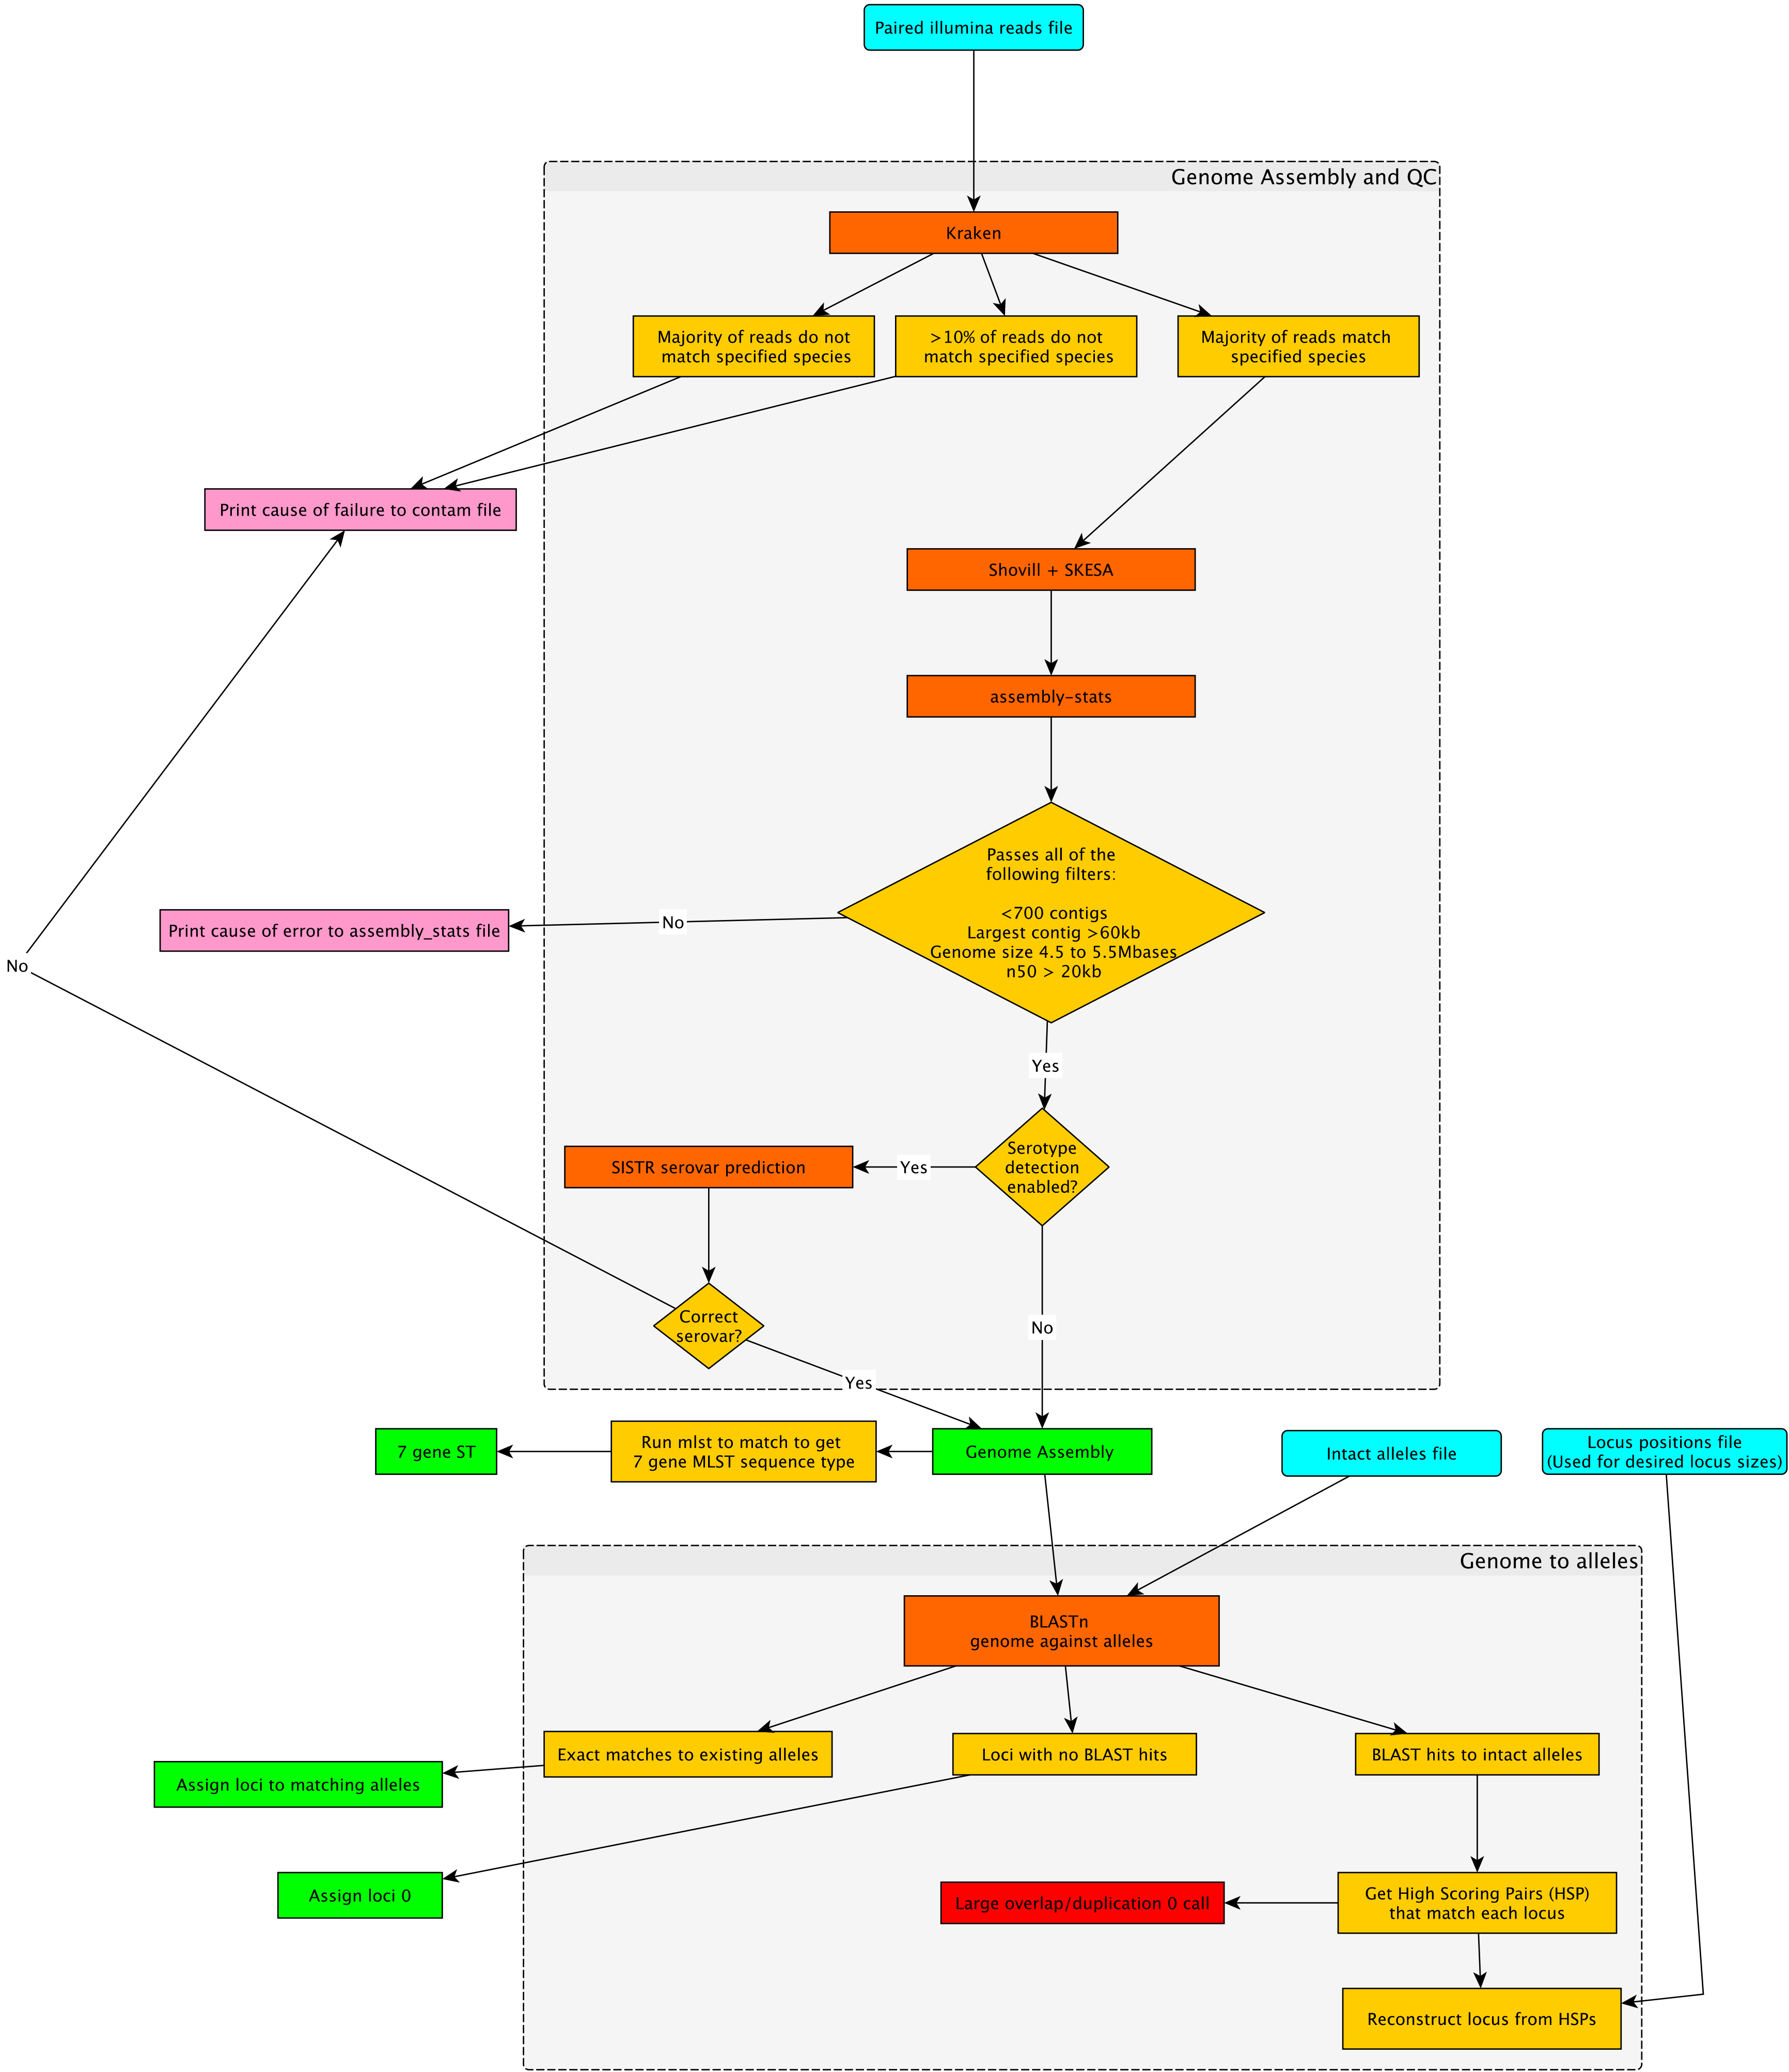 Paired illumina reads file
Genome Assembly and QC
Kraken
Majority of reads do not
match specified species
>10% of reads do not
match specified species
Majority of reads match
specified species
Print cause of failure to contam file
Shovill + SKESA
assembly-stats
Passes all of the
following filters:
<700 contigs
Largest contig >60kb
Genome size 4.5 to 5.5Mbases
n50 > 20kb
No
Print cause of error to assembly_stats file
No
Yes
Serotype
detection
enabled?
Yes
SISTR serovar prediction
Correct
serovar?
No
Yes
7 gene ST
Run mlst to match to get
7 gene MLST sequence type
Genome Assembly
Intact alleles file
Locus positions file
(Used for desired locus sizes)
Genome to alleles
BLASTn
genome against alleles
Exact matches to existing alleles
Loci with no BLAST hits
BLAST hits to intact alleles
Assign loci to matching alleles
Assign loci 0
Large overlap/duplication 0 call
Get High Scoring Pairs (HSP)
that match each locus
Reconstruct locus from HSPs